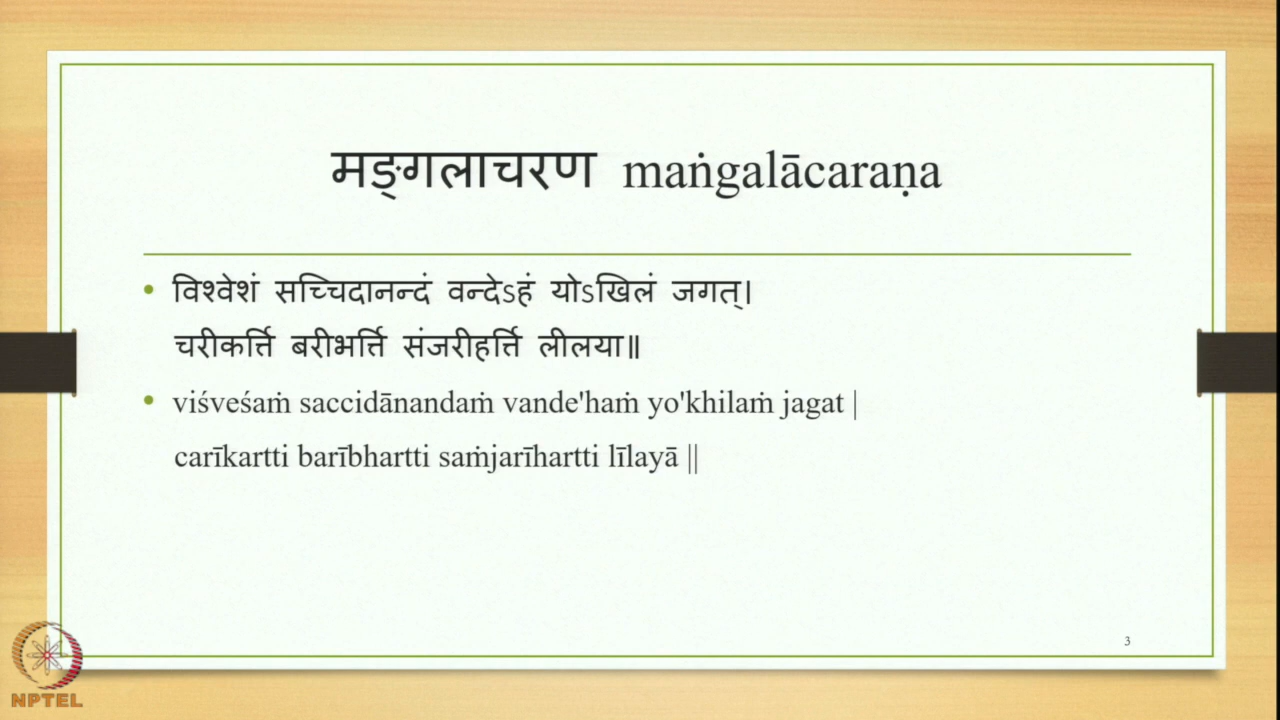 मङ्गलाचरण maṅgalācaraṇa
• विश्वेशं सच्चिदानन्दं वन्देऽहं योऽखिलं जगत्।
चरीकर्त्ति बरीभर्त्ति संजरीहर्त्ति लीलया॥
• viśveśaṁ saccidānandaṁ vande'haṁ yo'khilaṁ jagat |
carīkartti barībhartti saṁjarīhartti līlayā ||
3
NPTEL